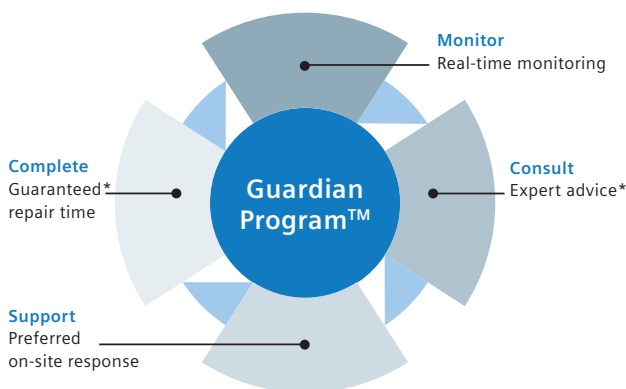 Monitor
Real-time monitoring
Consult
Expert advice*
Complete
Guaranteed*
repair time
Guardian
Program™
Support
Preferred
on-site response